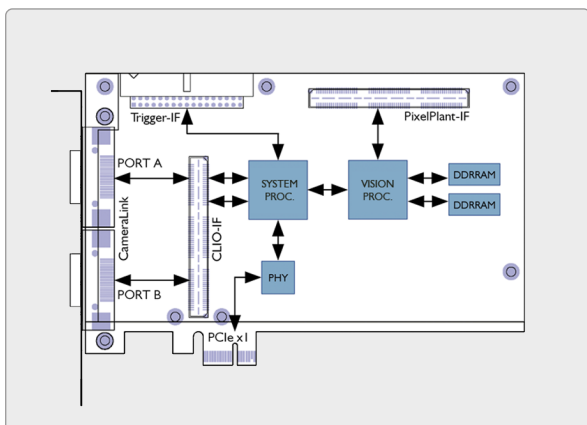 Trigger-IF
PixelPlant-IF
PORT A
CameraLink
CLIO-IF
SYSTEM
PROC.
VISION
PROC.
DDRRAM
DDRRAM
PHY
PORT B
PCIe x1